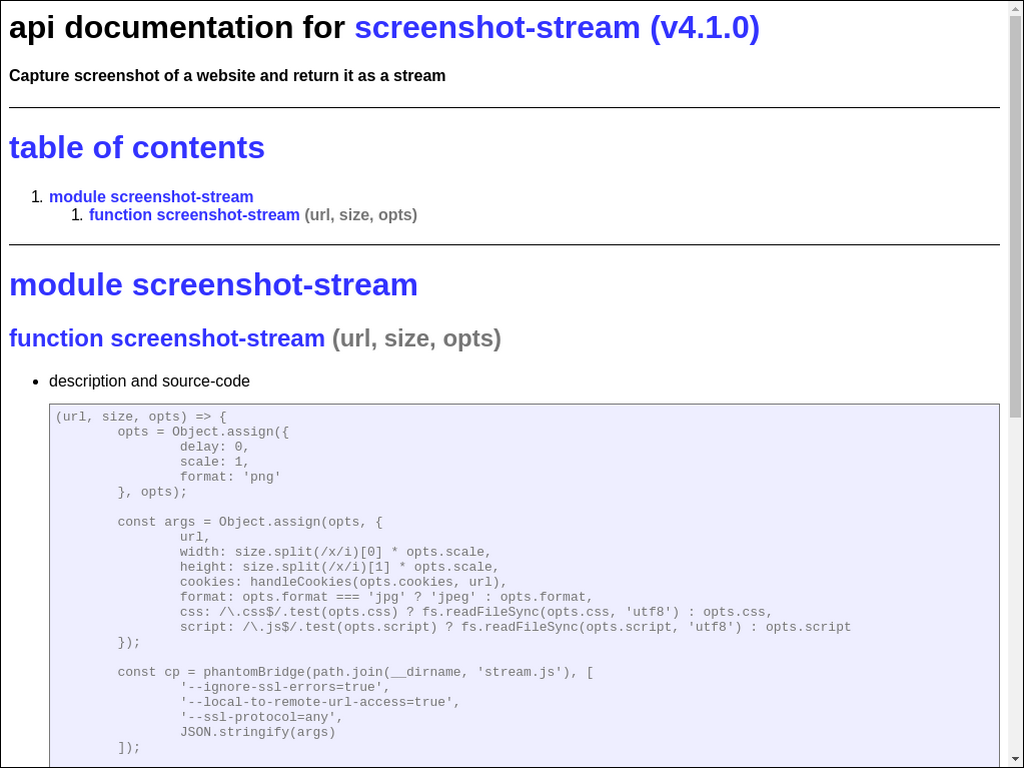 api documentation for screenshot-stream (v4.1.0)
Capture screenshot of a website and return it as a stream
table of contents
1. module screenshot-stream
1. function screenshot-stream (url, size, opts)
module screenshot-stream
function screenshot-stream (url, size, opts)
• description and source-code
(url, size, opts) => {
        opts = Object.assign({
                delay: 0,
                scale: 1,
                format: 'png'
        }, opts);

        const args = Object.assign(opts, {
                url,
                width: size.split(/x/i)[0] * opts.scale,
                height: size.split(/x/i)[1] * opts.scale,
                cookies: handleCookies(opts.cookies, url),
                format: opts.format === 'jpg' ? 'jpeg' : opts.format,
                css: /\.css$/.test(opts.css) ? fs.readFileSync(opts.css, 'utf8') : opts.css,
                script: /\.js$/.test(opts.script) ? fs.readFileSync(opts.script, 'utf8') : opts.script
        });

        const cp = phantomBridge(path.join(__dirname, 'stream.js'), [
                '--ignore-ssl-errors=true',
                '--local-to-remote-url-access=true',
                '--ssl-protocol=any',
                JSON.stringify(args)
        ]);